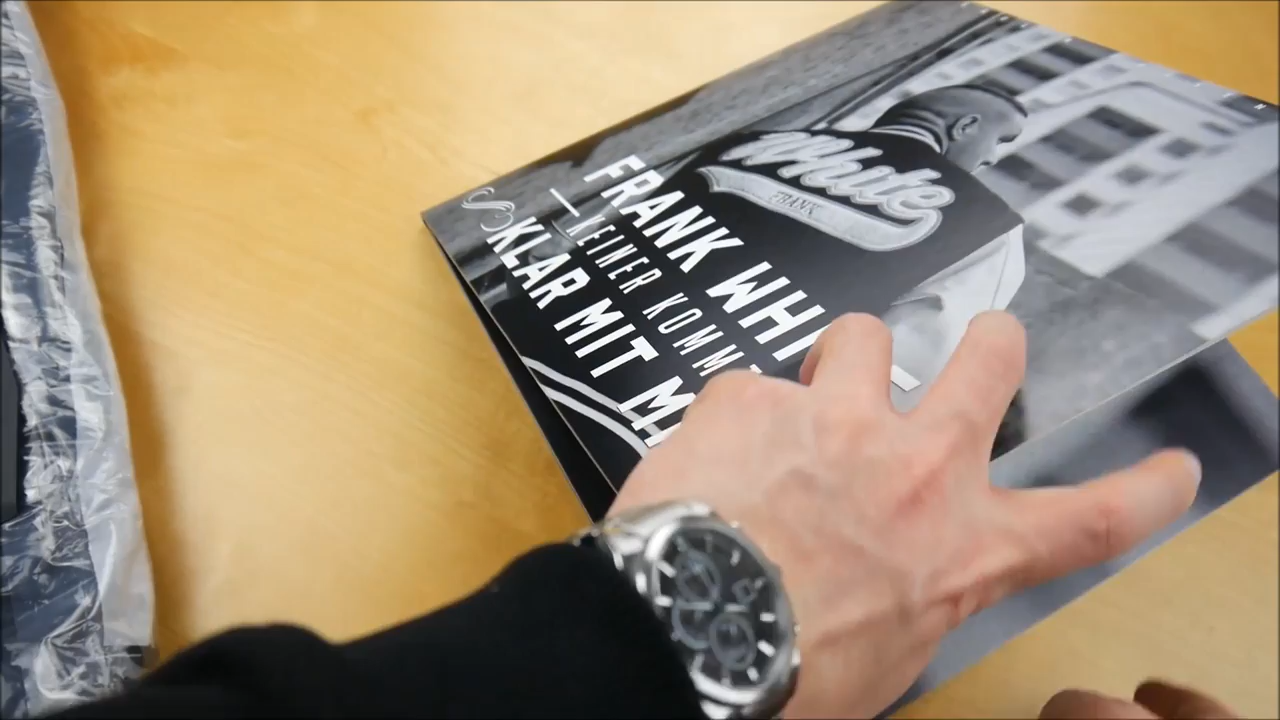 White
FRANK
FRANK WHI
KEINER KOMM
KLAR MIT M